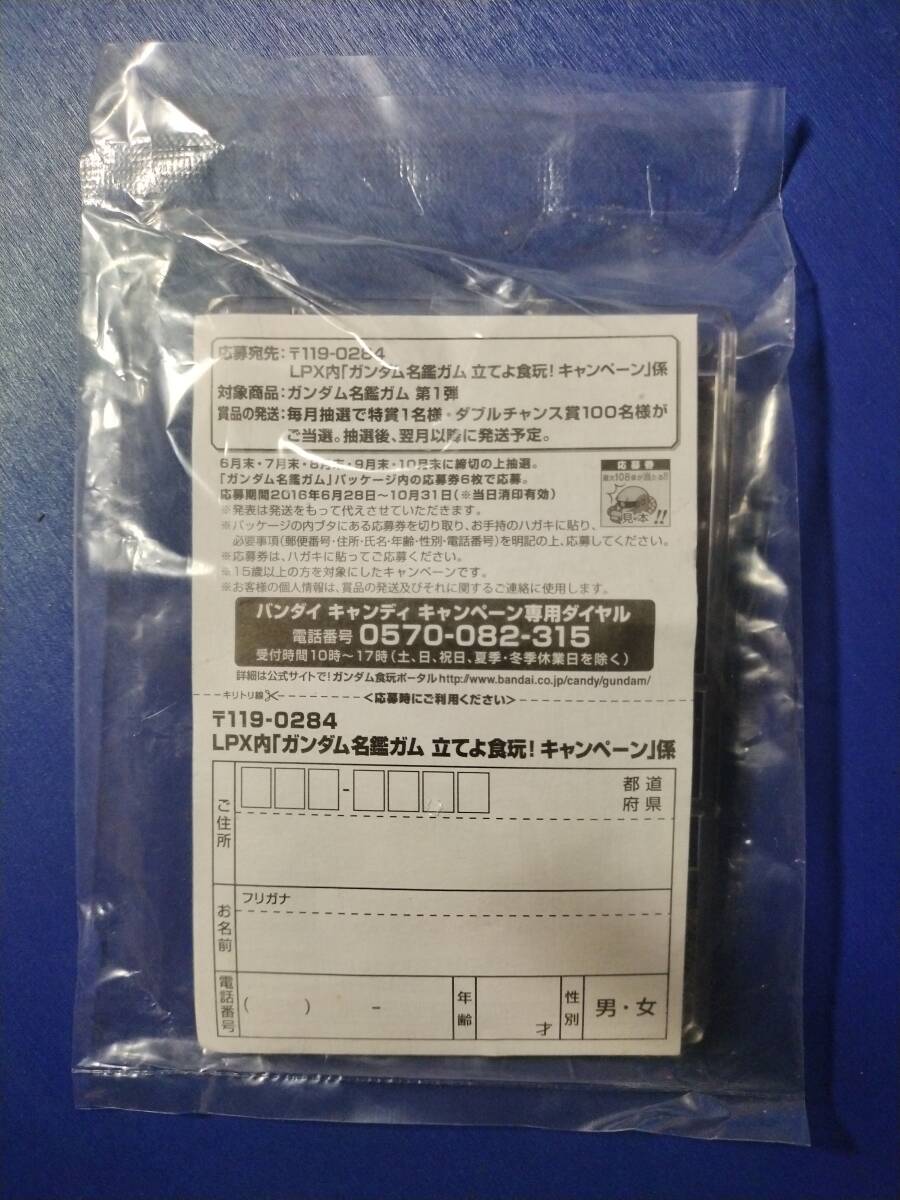 応募宛先:〒119-0284
LPX内「ガンダム名鑑ガム 立てよ食玩! キャンペーン」係
対象商品:ガンダム名鑑ガム 第1弾
賞品の発送:毎月抽選で特賞1名様・ダブルチャンス賞100名様が
ご当選。抽選後、翌月以降に発送予定。
6月末・7月末・8月末・9月末・10月末に締切の上抽選。
「ガンダム名鑑ガム」パッケージ内の応募券6枚で応募。
応募期間2016年6月28日〜10月31日(※当日消印有効)
※発表は発送をもって代えさせていただきます。
※パッケージの内ブタにある応募券を切り取り、お手持のハガキに貼り、
必要事項(郵便番号・住所・氏名・年齢・性別・電話番号)を明記の上、応募してください。
※応募券は、ハガキに貼ってご応募ください。
※15歳以上の方を対象にしたキャンペーンです。
※お客様の個人情報は、賞品の発送及びそれに関するご連絡に使用します。
応募券
最大108名が当たる!!
見・本
!!
バンダイ キャンディ キャンペーン専用ダイヤル
電話番号 0570-082-315
受付時間10時〜17時(土、日、祝日、夏季・冬季休業日を除く)
詳細は公式サイトで!ガンダム食玩ポータルhttp://www.bandai.co.jp/candy/gundam/
キリトリ線
<応募時にご利用ください>
〒119-0284
LPX内「ガンダム名鑑ガム 立てよ食玩! キャンペーン」係
ご住所
-
都道
府県
お名前
フリガナ
電話番号
( ) -
年齢
才
性別
男・女